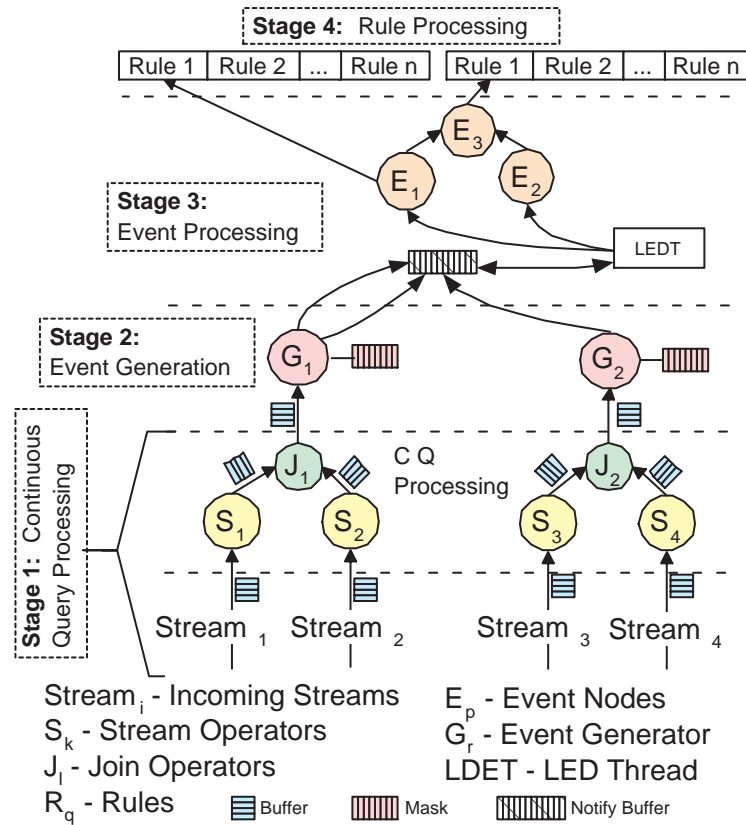 Stage 4: Rule Processing
Rule 1 Rule 2 ... Rule n Rule 1 Rule 2 ... Rule n
E3
E1 E2
Stage 3:
Event Processing
LEDT
Stage 2:
Event Generation
G1 G2
Stage 1: Continuous
Query Processing
J1 C Q J2
Processing
S1 S2 S3 S4
Stream 1 Stream 2 Stream 3 Stream 4
Streami - Incoming Streams
Sk - Stream Operators
Jl - Join Operators
Rq - Rules
Ep - Event Nodes
Gr - Event Generator
LDET - LED Thread
Buffer Mask Notify Buffer